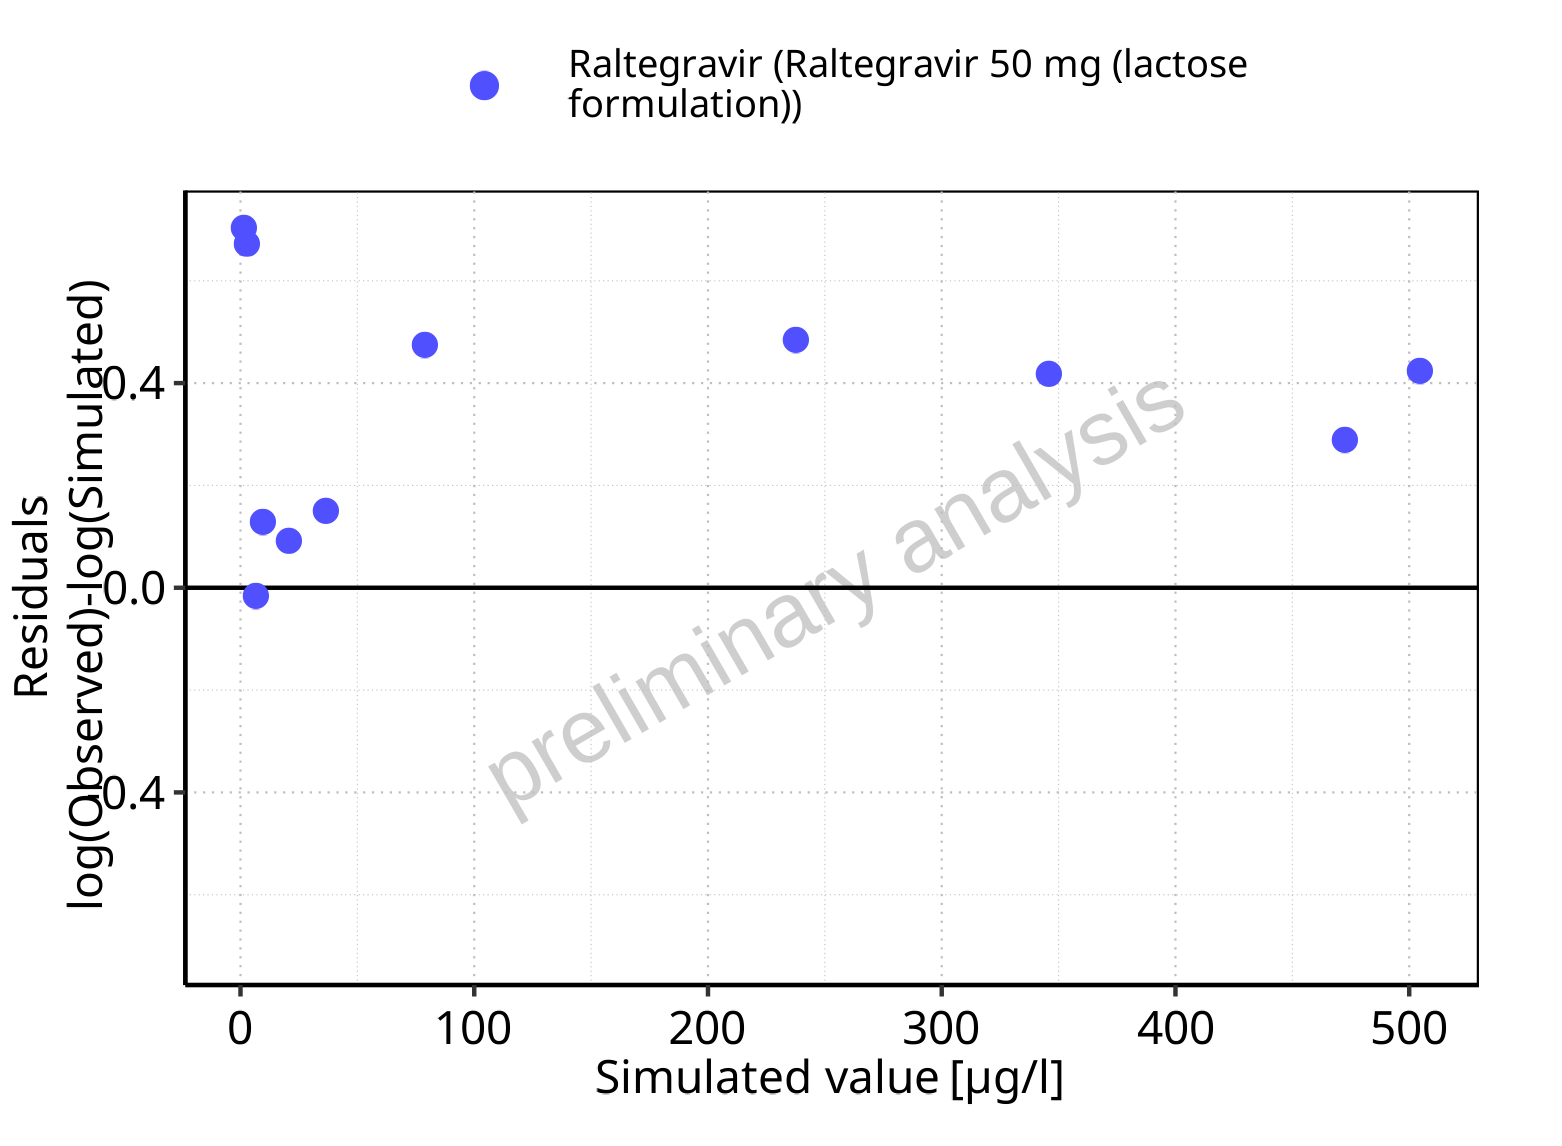 Raltegravir (Raltegravir 50 mg (lactose
formulation))
Residuals
log(Observed)-log(Simulated)
0.4
0.0
-0.4
preliminary analysis
0 100 200 300 400 500
Simulated value [µg/l]